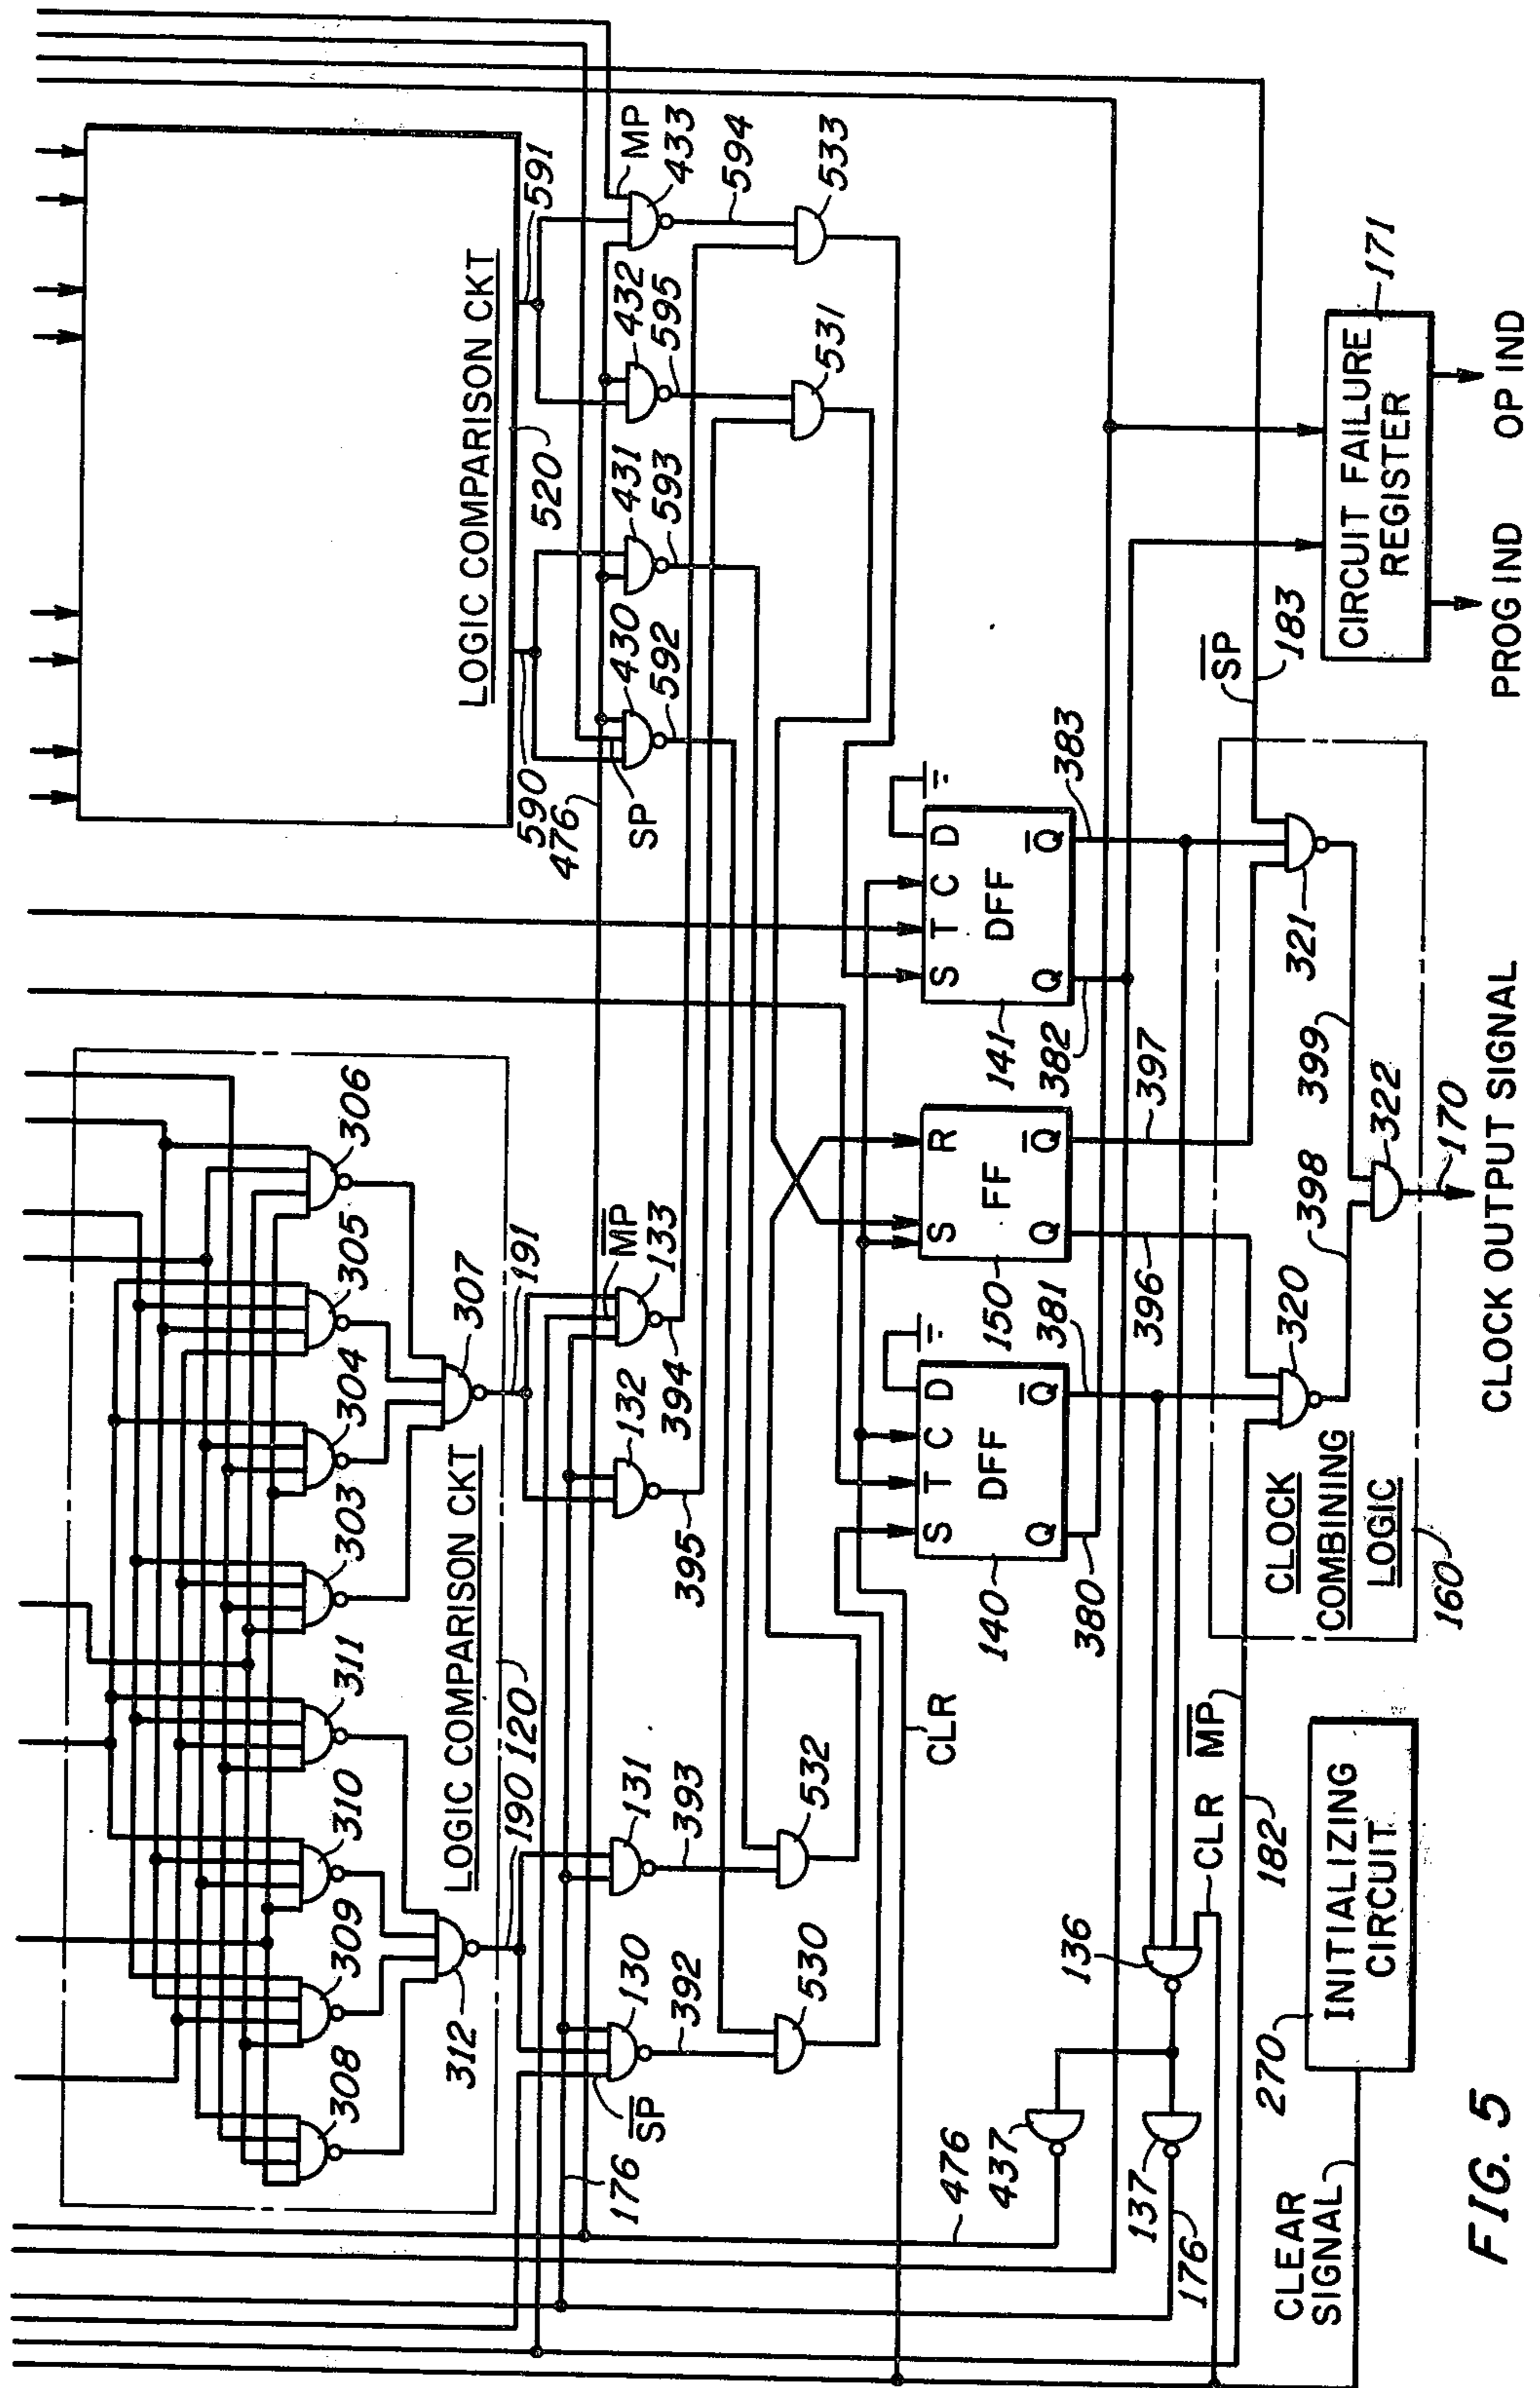 306
305
304
303
311
310
309
308
307
191
312
190
120
LOGIC COMPARISON CKT
LOGIC COMPARISON CKT
520
590
591
476
SP
430
592
431
593
432
595
MP
433
594
MP
133
394
132
395
131
393
130
392
SP
176
530
532
531
533
CLR
S T C D
DFF
Q Q
140
380
381
S R
FF
Q Q
150
396
397
S T C D
DFF
Q Q
141
382
383
476
437
136
137
176
CLR
MP
182
SP
183
CLOCK
COMBINING
LOGIC
160
320
321
398
399
322
170
CLOCK OUTPUT SIGNAL
CIRCUIT FAILURE
REGISTER
171
PROG IND
OP IND
270
INITIALIZING
CIRCUIT
CLEAR
SIGNAL
FIG. 5